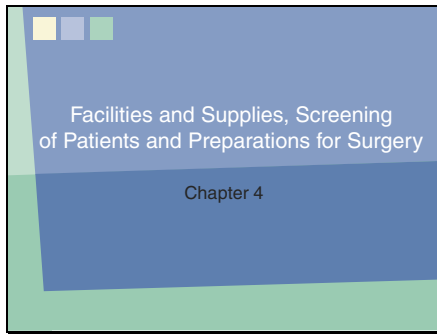 Facilities and Supplies, Screening
of Patients and Preparations for Surgery
Chapter 4